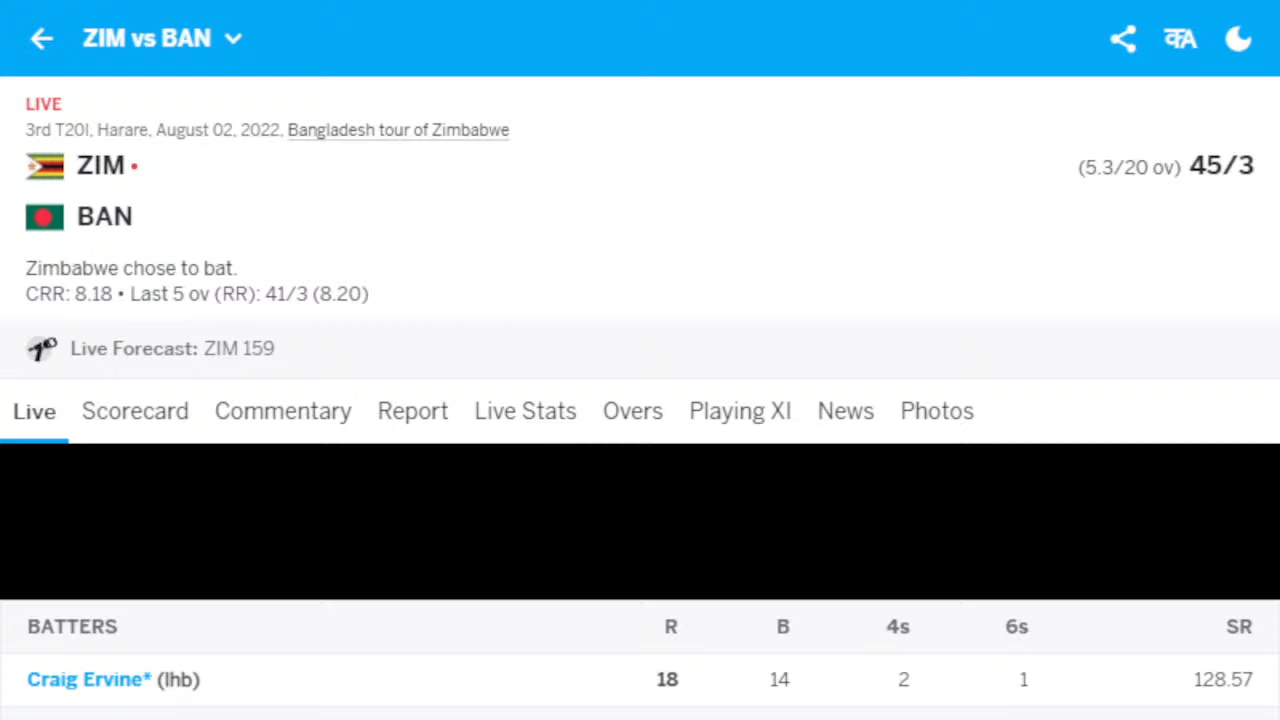 ZIM vs BAN
कA
LIVE
3rd T20I, Harare, August 02, 2022, Bangladesh tour of Zimbabwe
ZIM (5.3/20 ov) 45/3
BAN
Zimbabwe chose to bat.
CRR: 8.18 • Last 5 ov (RR): 41/3 (8.20)
Live Forecast: ZIM 159
Live Scorecard Commentary Report Live Stats Overs Playing XI News Photos
BATTERS R B 4s 6s SR
Craig Ervine* (lhb) 18 14 2 1 128.57